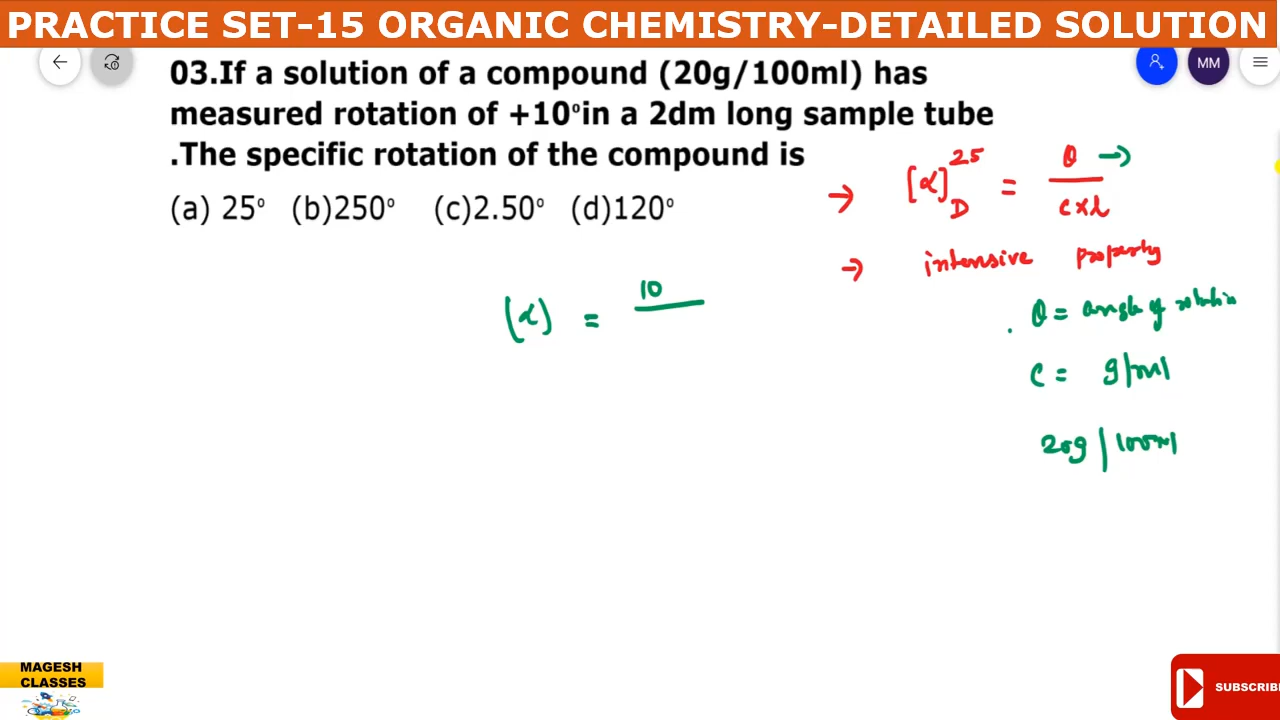 PRACTICE SET-15 ORGANIC CHEMISTRY-DETAILED SOLUTION
MM
03.If a solution of a compound (20g/100ml) has
measured rotation of +10°in a 2dm long sample tube
.The specific rotation of the compound is
(a) 25° (b)250° (c)2.50° (d)120°
→ [α]25D = θ/c×l →
→ intensive property
(α) = 10
θ = angle of rotation
c = g/ml
20g/100ml
MAGESH
CLASSES
SUBSCRIBE